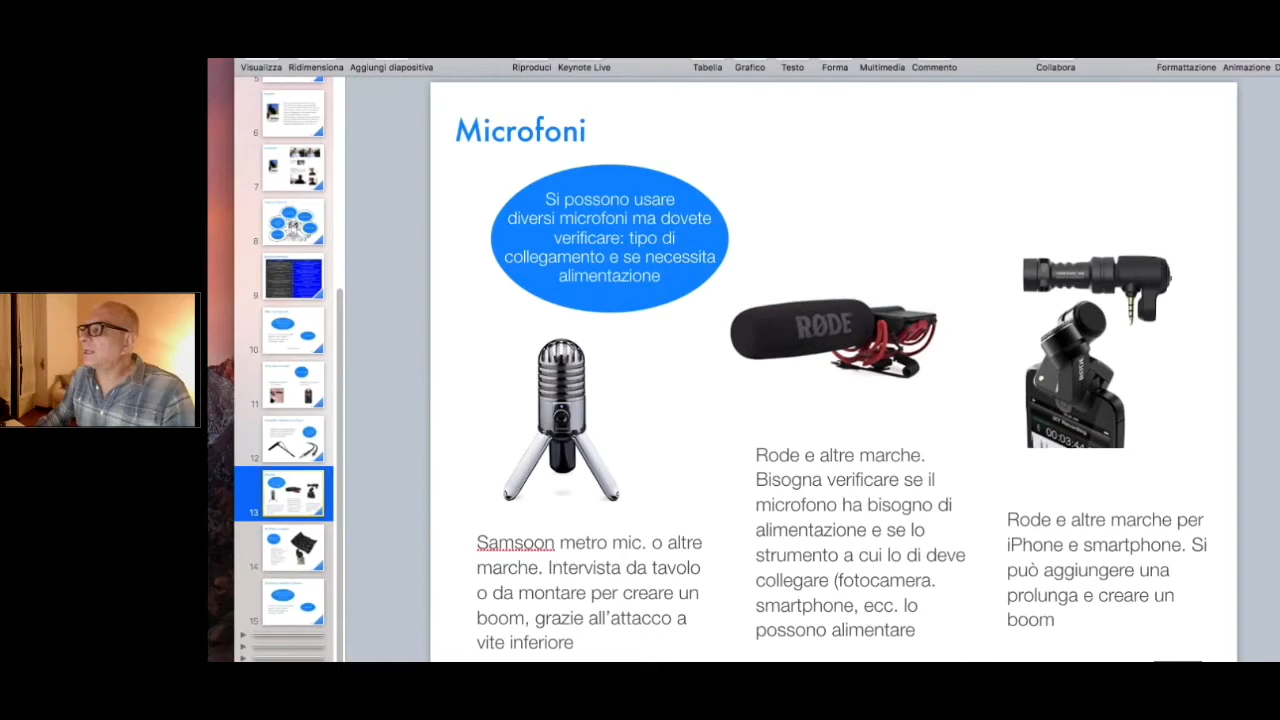 Visualizza Ridimensiona Aggiungi diapositiva Riproduci Keynote Live Tabella Grafico Testo Forma Multimedia Commento Collabora Formattazione Animazione D
5
6
7
8
9
10
11
12
13
14
15
Microfoni
Si possono usare
diversi microfoni ma dovete
verificare: tipo di
collegamento e se necessita
alimentazione
RØDE
00:03:44
Samsoon metro mic. o altre
marche. Intervista da tavolo
o da montare per creare un
boom, grazie all'attacco a
vite inferiore
Rode e altre marche.
Bisogna verificare se il
microfono ha bisogno di
alimentazione e se lo
strumento a cui lo di deve
collegare (fotocamera.
smartphone, ecc. lo
possono alimentare
Rode e altre marche per
iPhone e smartphone. Si
può aggiungere una
prolunga e creare un
boom